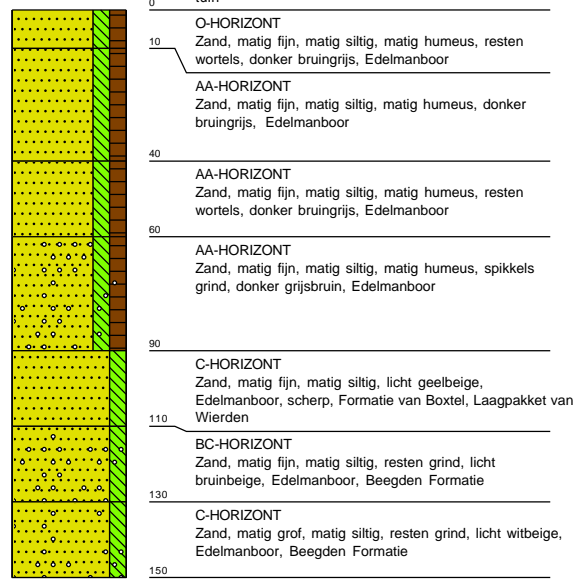 0
O-HORIZONT
Zand, matig fijn, matig siltig, matig humeus, resten
wortels, donker bruingrijs, Edelmanboor
10
AA-HORIZONT
Zand, matig fijn, matig siltig, matig humeus, donker
bruingrijs, Edelmanboor
40
AA-HORIZONT
Zand, matig fijn, matig siltig, matig humeus, resten
wortels, donker bruingrijs, Edelmanboor
60
AA-HORIZONT
Zand, matig fijn, matig siltig, matig humeus, spikkels
grind, donker grijsbruin, Edelmanboor
90
C-HORIZONT
Zand, matig fijn, matig siltig, licht geelbeige,
Edelmanboor, scherp, Formatie van Boxtel, Laagpakket van
Wierden
110
BC-HORIZONT
Zand, matig fijn, matig siltig, resten grind, licht
bruinbeige, Edelmanboor, Beegden Formatie
130
C-HORIZONT
Zand, matig grof, matig siltig, resten grind, licht witbeige,
Edelmanboor, Beegden Formatie
150